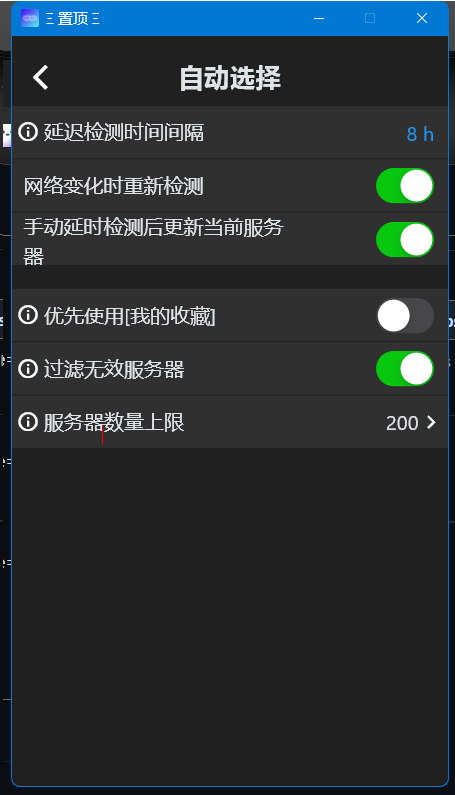 Ξ 置顶 Ξ
自动选择
延迟检测时间间隔 8 h
网络变化时重新检测
手动延时检测后更新当前服务
器
优先使用[我的收藏]
过滤无效服务器
服务器数量上限 200